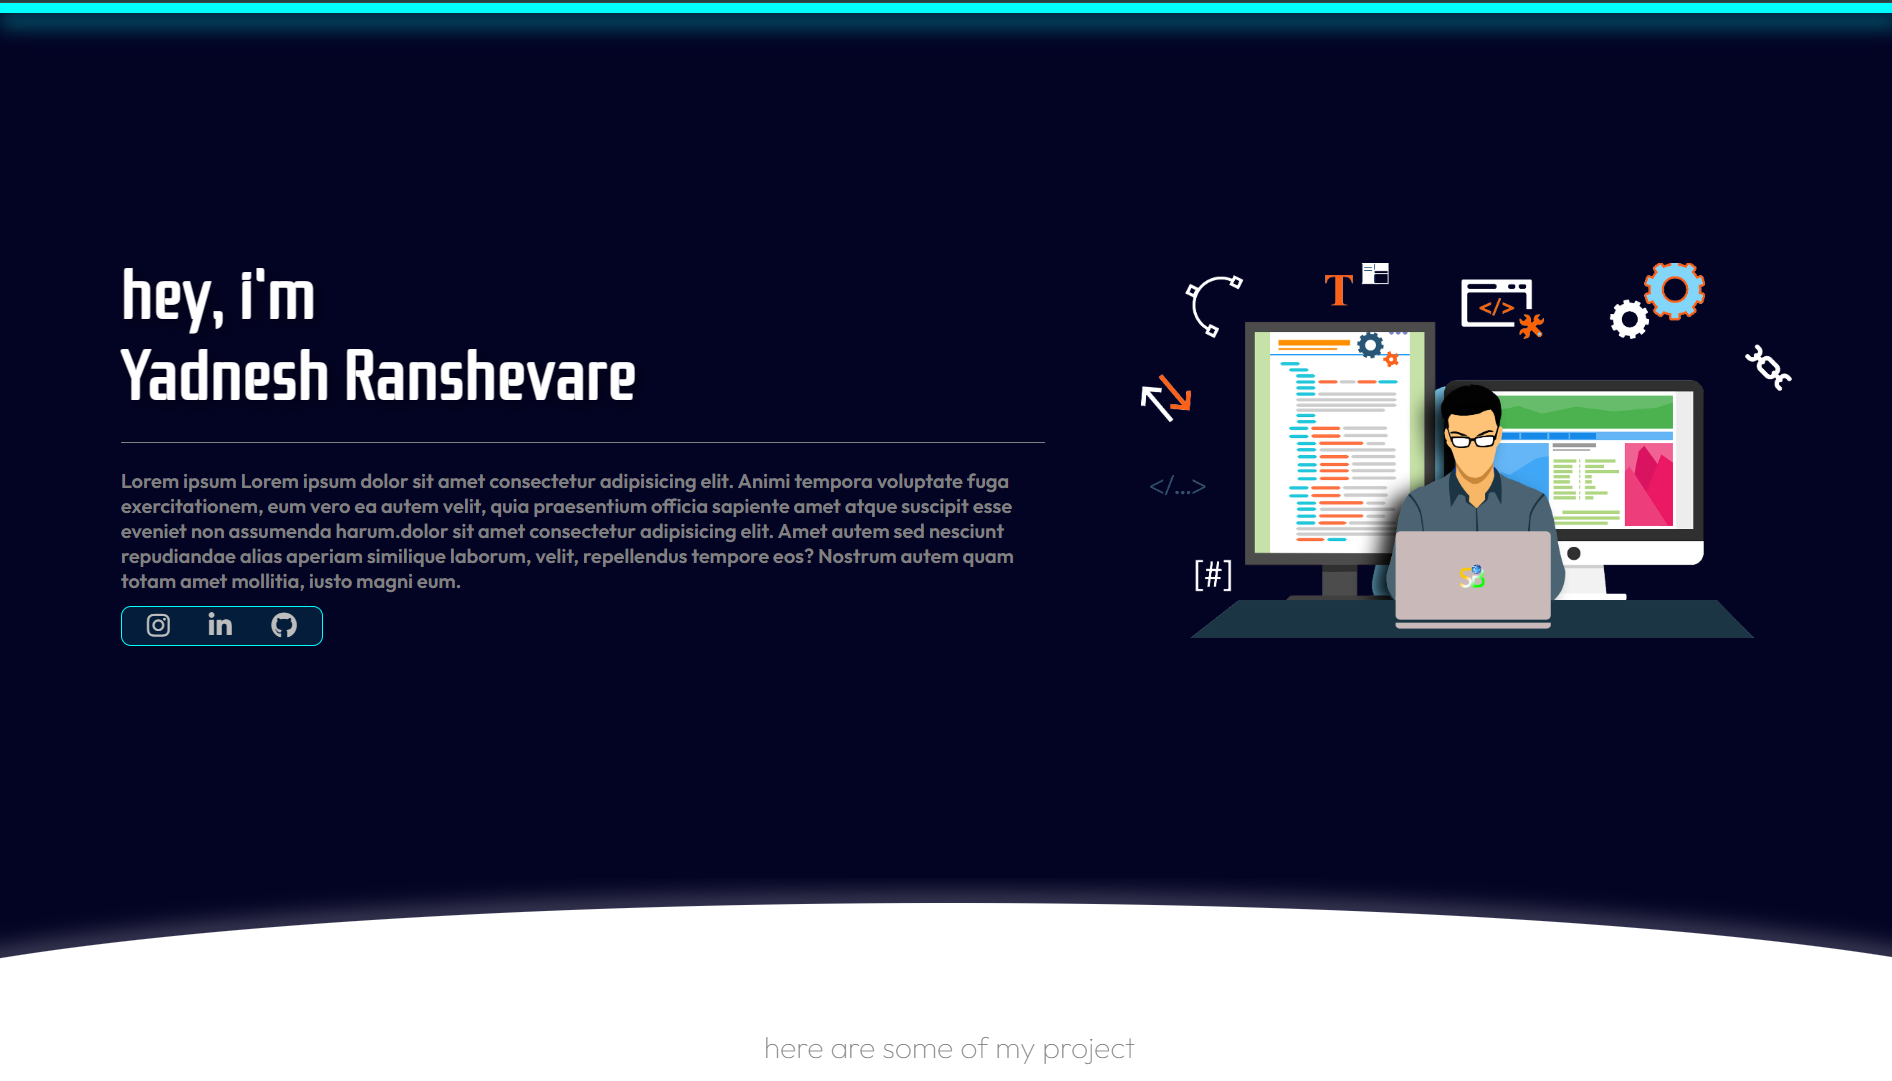 hey, i'm
Yadnesh Ranshevare
Lorem ipsum Lorem ipsum dolor sit amet consectetur adipisicing elit. Animi tempora voluptate fuga
exercitationem, eum vero ea autem velit, quia praesentium officia sapiente amet atque suscipit esse
eveniet non assumenda harum.dolor sit amet consectetur adipisicing elit. Amet autem sed nesciunt
repudiandae alias aperiam similique laborum, velit, repellendus tempore eos? Nostrum autem quam
totam amet mollitia, iusto magni eum.
in
T
</>
</...>
[#]
SB
here are some of my project